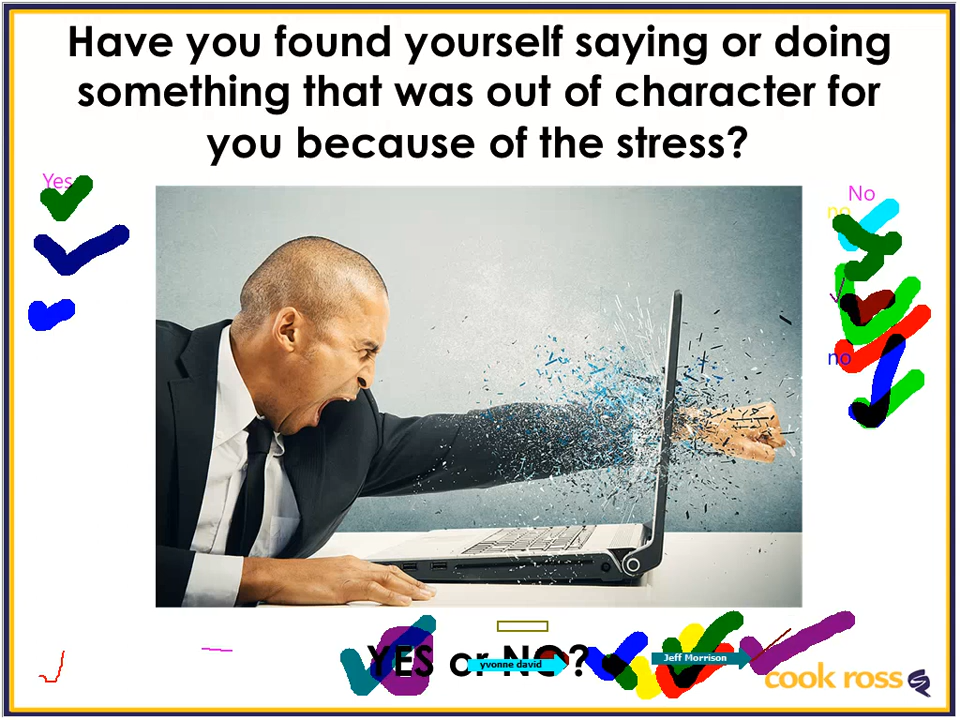 Have you found yourself saying or doing
something that was out of character for
you because of the stress?
Yes
No
no
no
YES or NO?
yvonne david
Jeff Morrison
cook ross